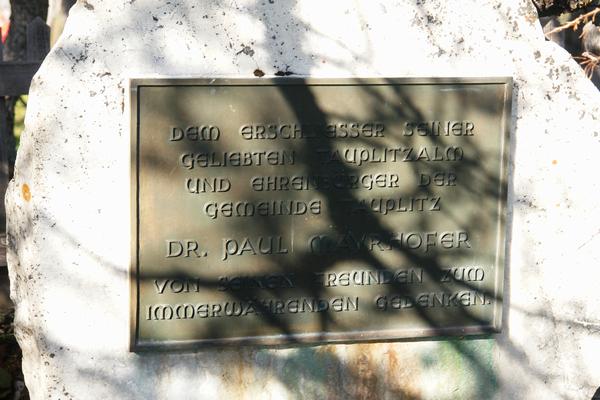 DEM ERSCHLIESSER SEINER
GELIEBTEN TAUPLITZALM
UND EHRENBÜRGER DER
GEMEINDE TAUPLITZ
DR. PAUL MAYRHOFER
VON SEINEN FREUNDEN ZUM
IMMERWÄHRENDEN GEDENKEN.